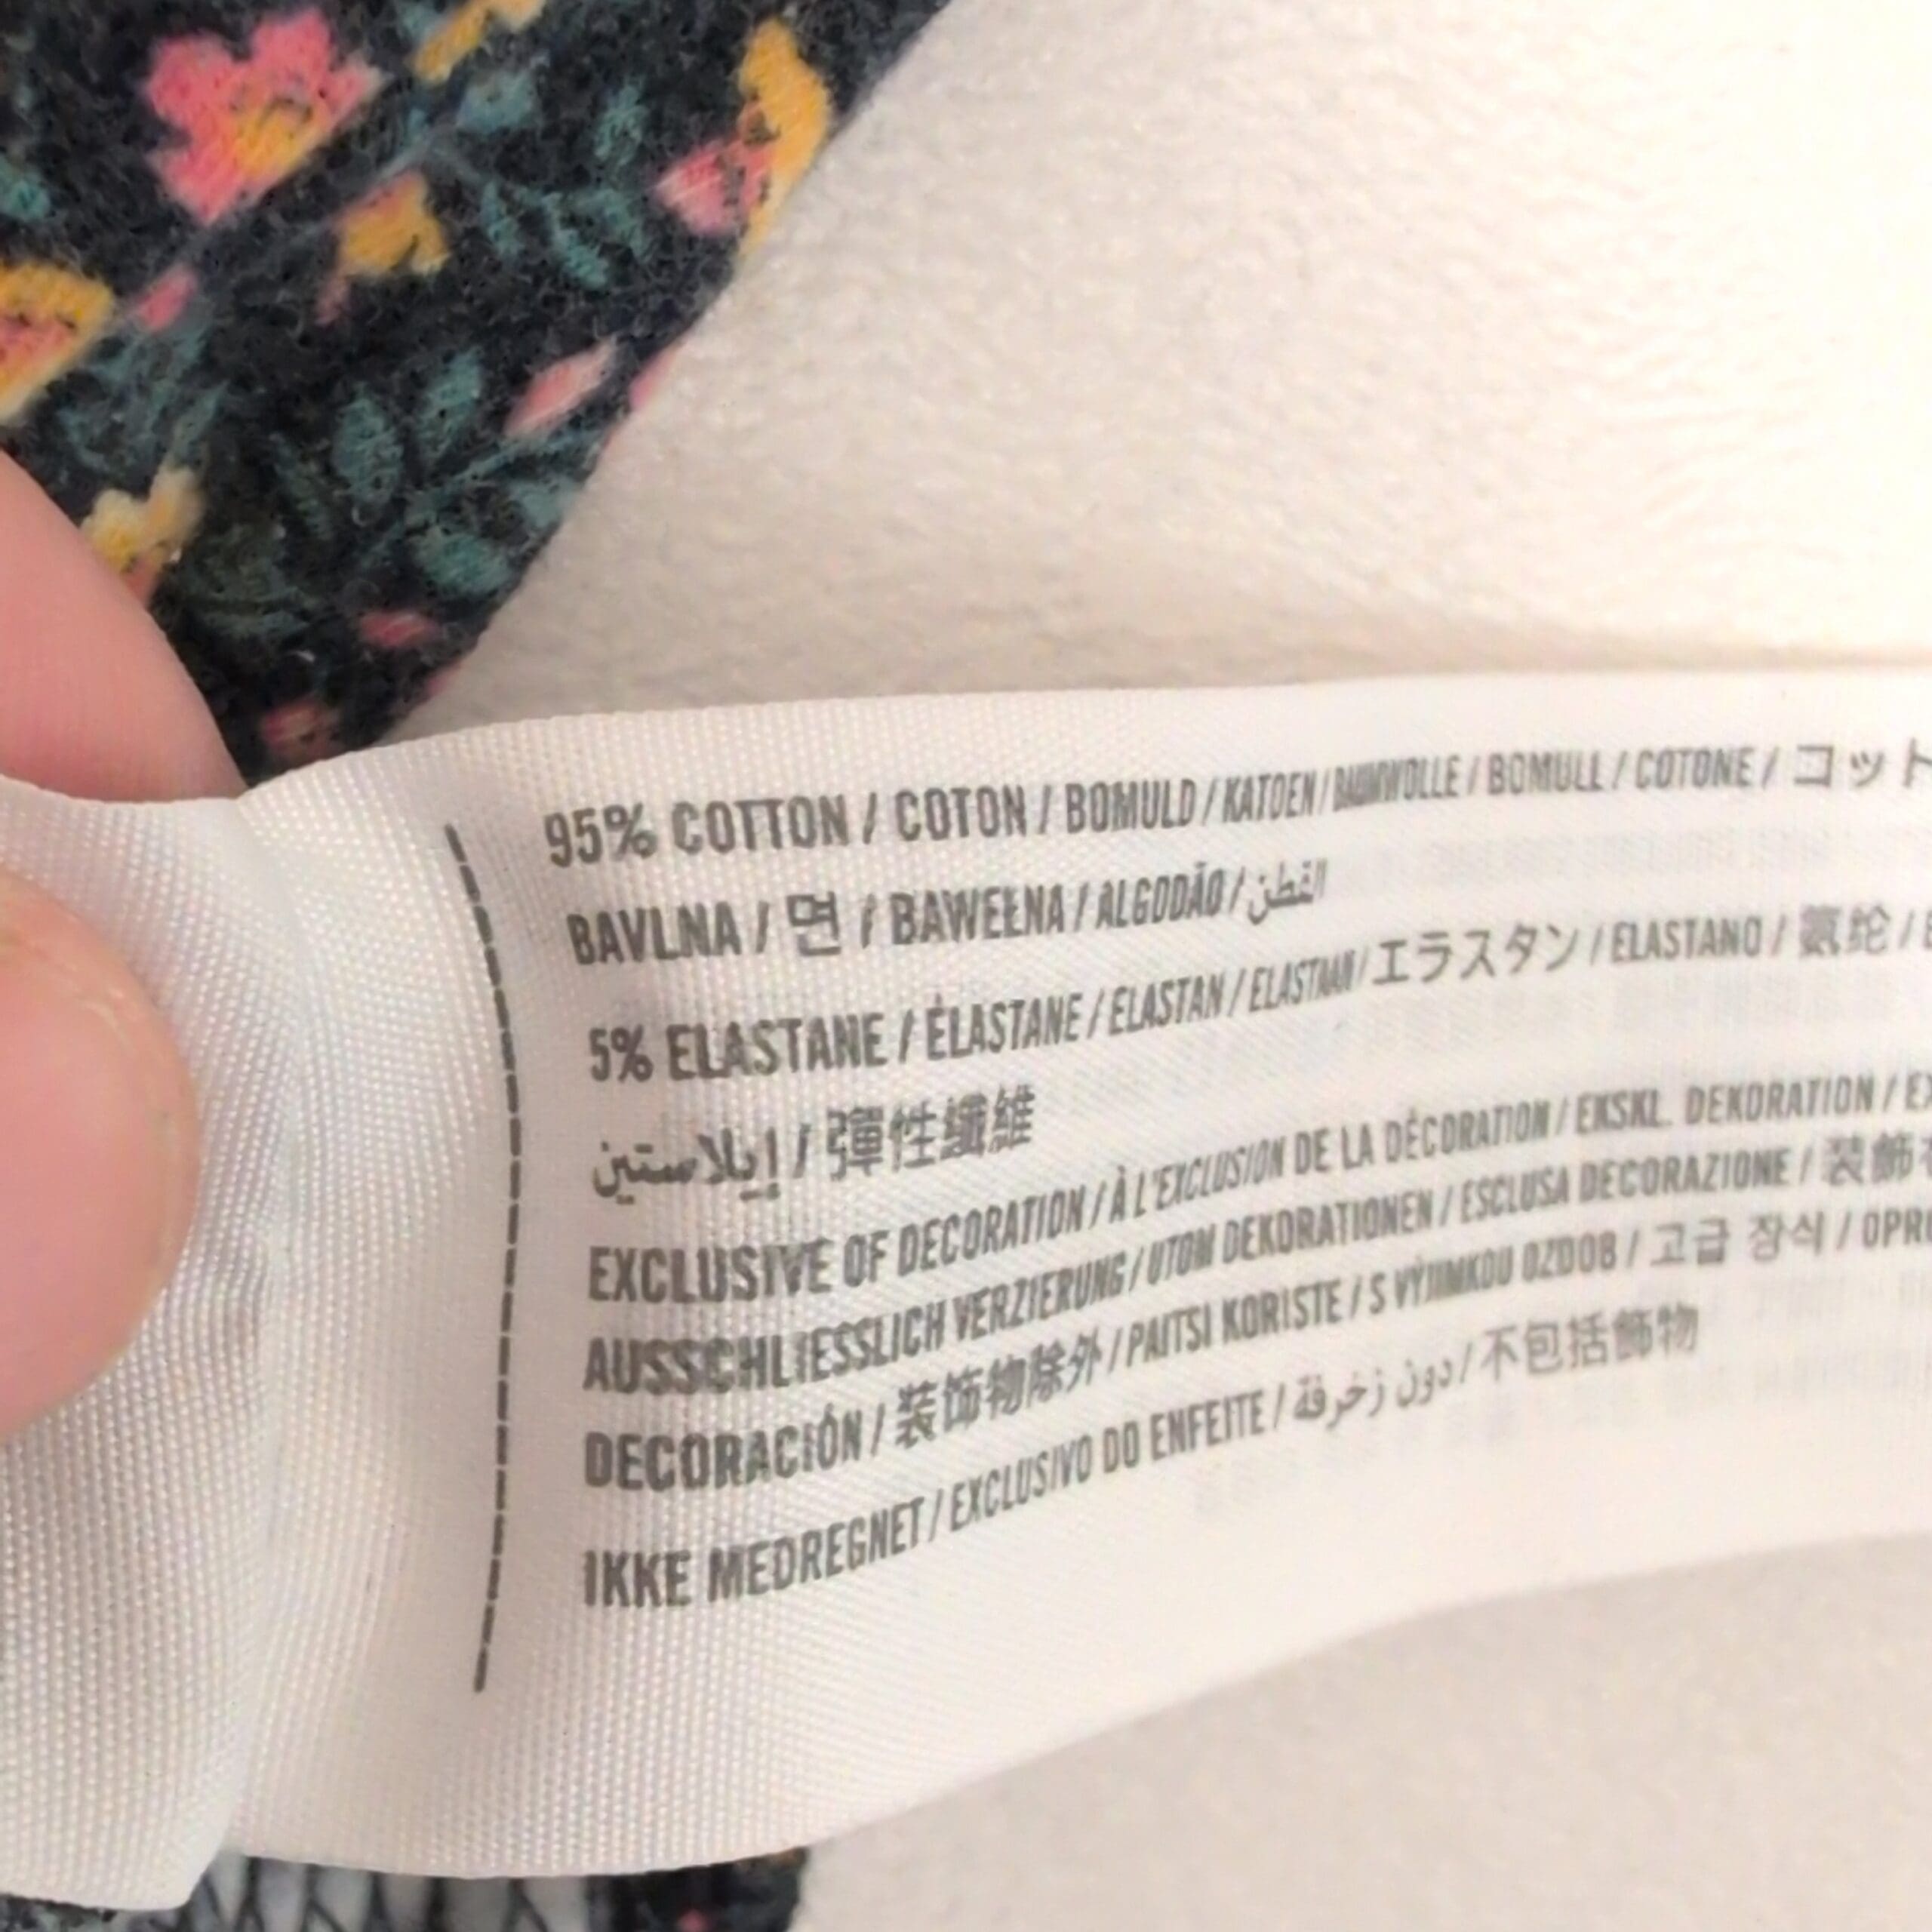 95% COTTON / COTON / BOMULD / KATOEN / BAUMWOLLE / BOMULL / COTONE / コット
BAVLNA / 면 / BAWEŁNA / ALGODÃO / القطن
5% ELASTANE / ÉLASTANE / ELASTAN / ELASTAAN / エラスタン / ELASTANO / 氨纶 /
إيلاستين / 彈性纖維
EXCLUSIVE OF DECORATION / À L'EXCLUSION DE LA DÉCORATION / EKSKL. DEKORATION / EX
AUSSCHLIESSLICH VERZIERUNG / UTOM DEKORATIONEN / ESCLUSA DECORAZIONE / 装飾
DECORACIÓN / 装饰物除外 / PAITSI KORISTE / S VÝJIMKOU OZDOB / 고급 장식 / OPR
IKKE MEDREGNET / EXCLUSIVO DO ENFEITE / دون زخرفة / 不包括飾物